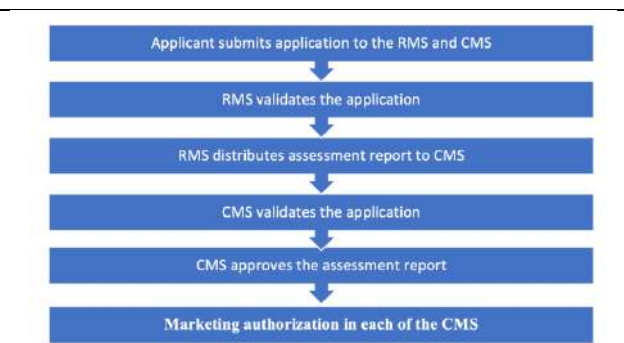 Applicant submits application to the RMS and CMS
RMS validates the application
RMS distributes assessment report to CMS
CMS validates the application
CMS approves the assessment report
Marketing authorization in each of the CMS